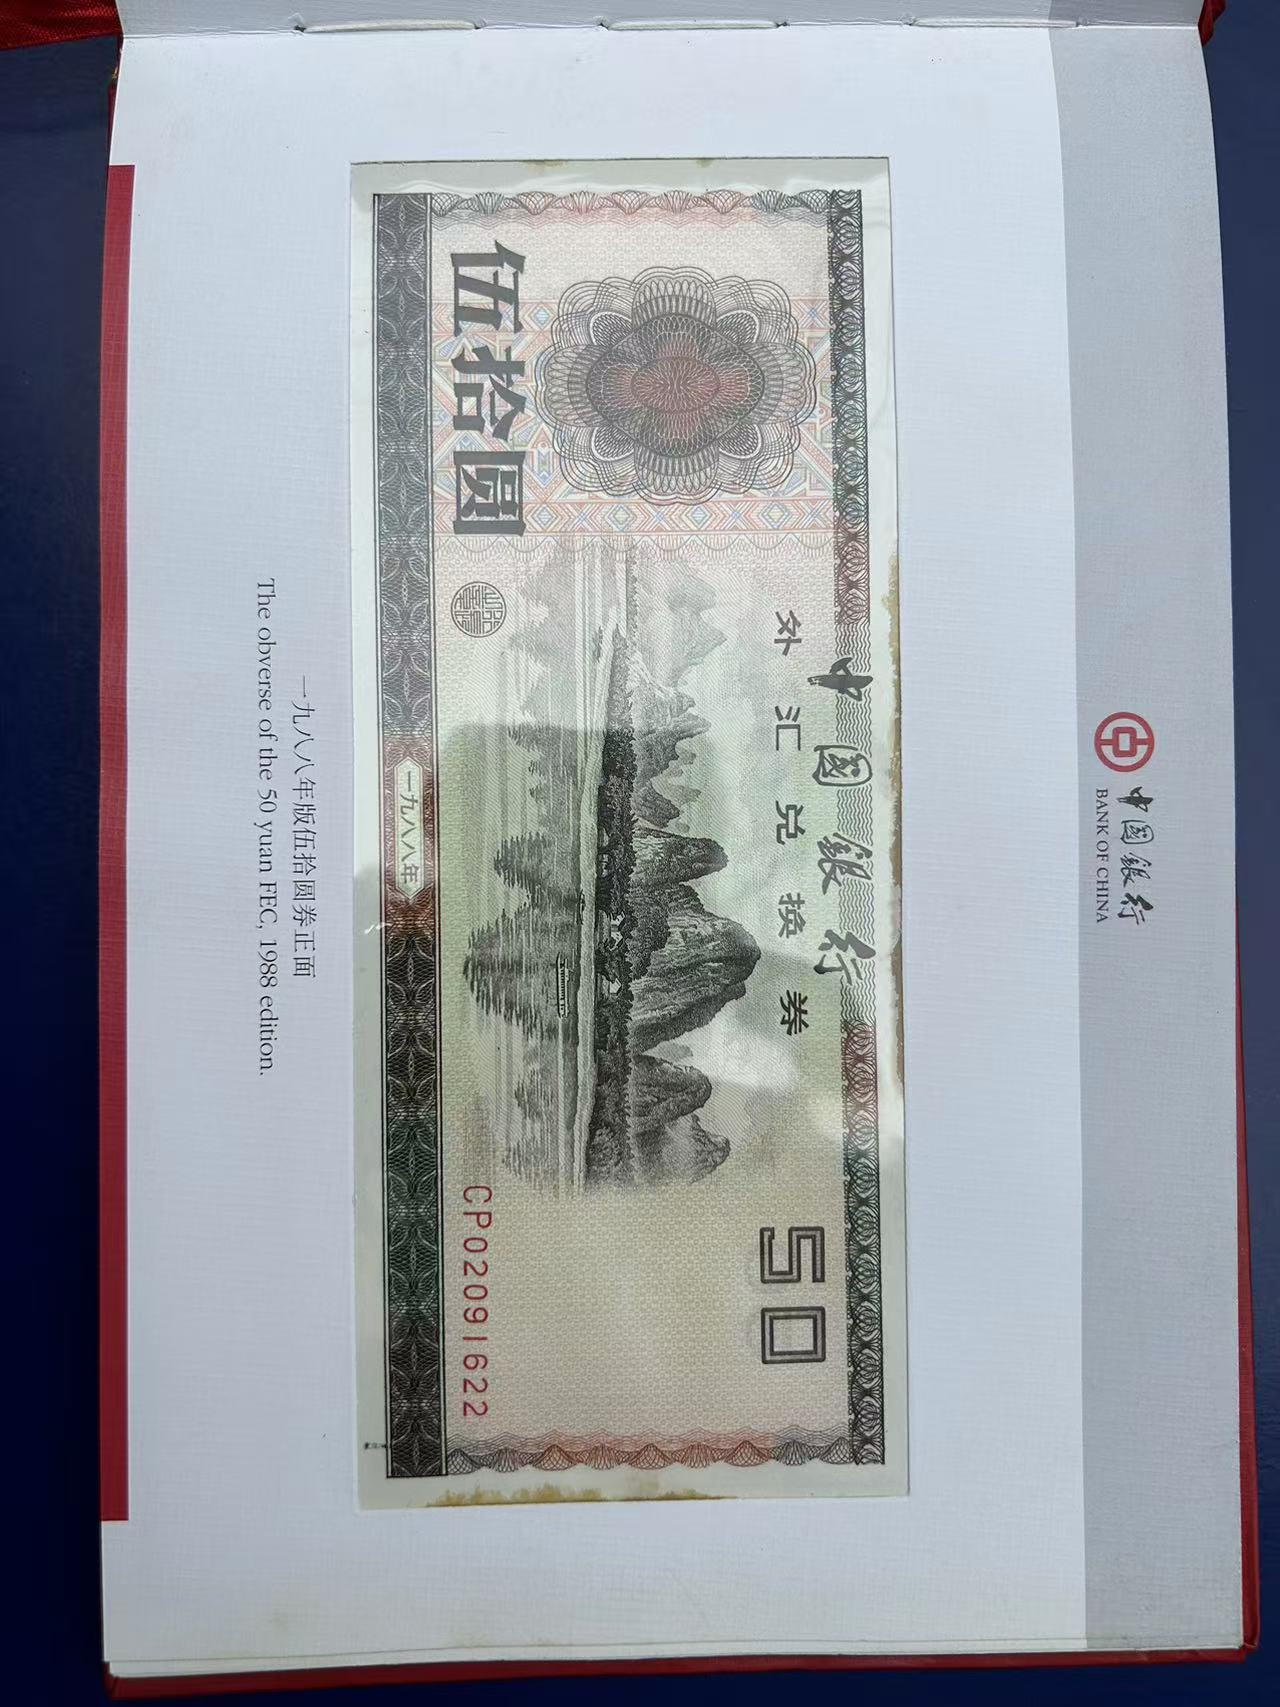 中国銀行
BANK OF CHINA
中国銀行
外汇兑换券
50
伍拾圆
CP02091622
一九八八年
一九八八年版伍拾圆券正面
The obverse of the 50 yuan FEC, 1988 edition.